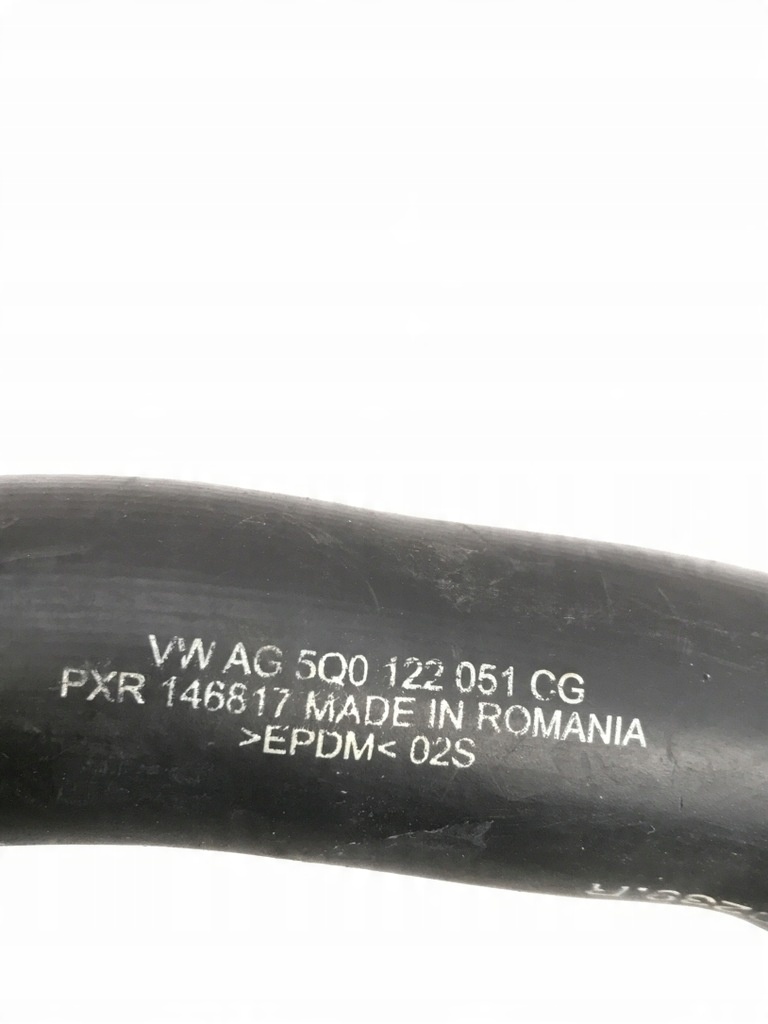 VW AG 5Q0 122 051 CG
PXR 146817 MADE IN ROMANIA
>EPDM< 02S